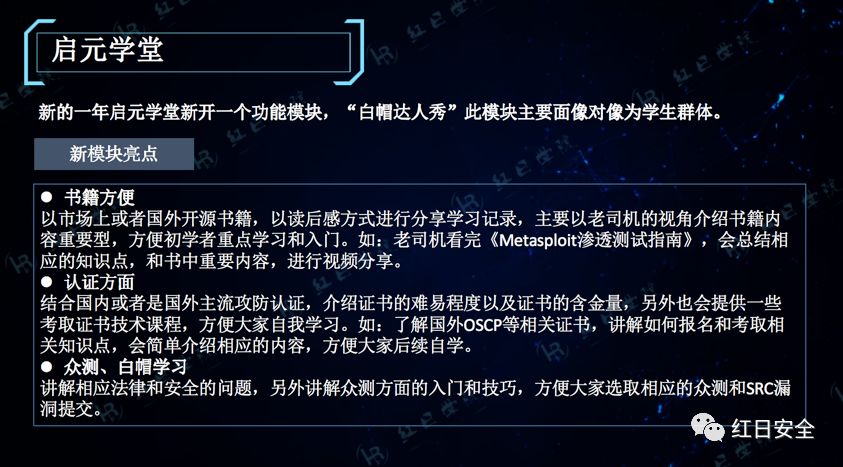 启元学堂
新的一年启元学堂新开一个功能模块，“白帽达人秀”此模块主要面像对像为学生群体。
新模块亮点
● 书籍方便
以市场上或者国外开源书籍，以读后感方式进行分享学习记录，主要以老司机的视角介绍书籍内
容重要型，方便初学者重点学习和入门。如：老司机看完《Metasploit渗透测试指南》，会总结相
应的知识点，和书中重要内容，进行视频分享。
● 认证方面
结合国内或者是国外主流攻防认证，介绍证书的难易程度以及证书的含金量，另外也会提供一些
考取证书技术课程，方便大家自我学习。如：了解国外OSCP等相关证书，讲解如何报名和考取相
关知识点，会简单介绍相应的内容，方便大家后续自学。
● 众测、白帽学习
讲解相应法律和安全的问题，另外讲解众测方面的入门和技巧，方便大家选取相应的众测和SRC漏
洞提交。
红日安全
红日学院